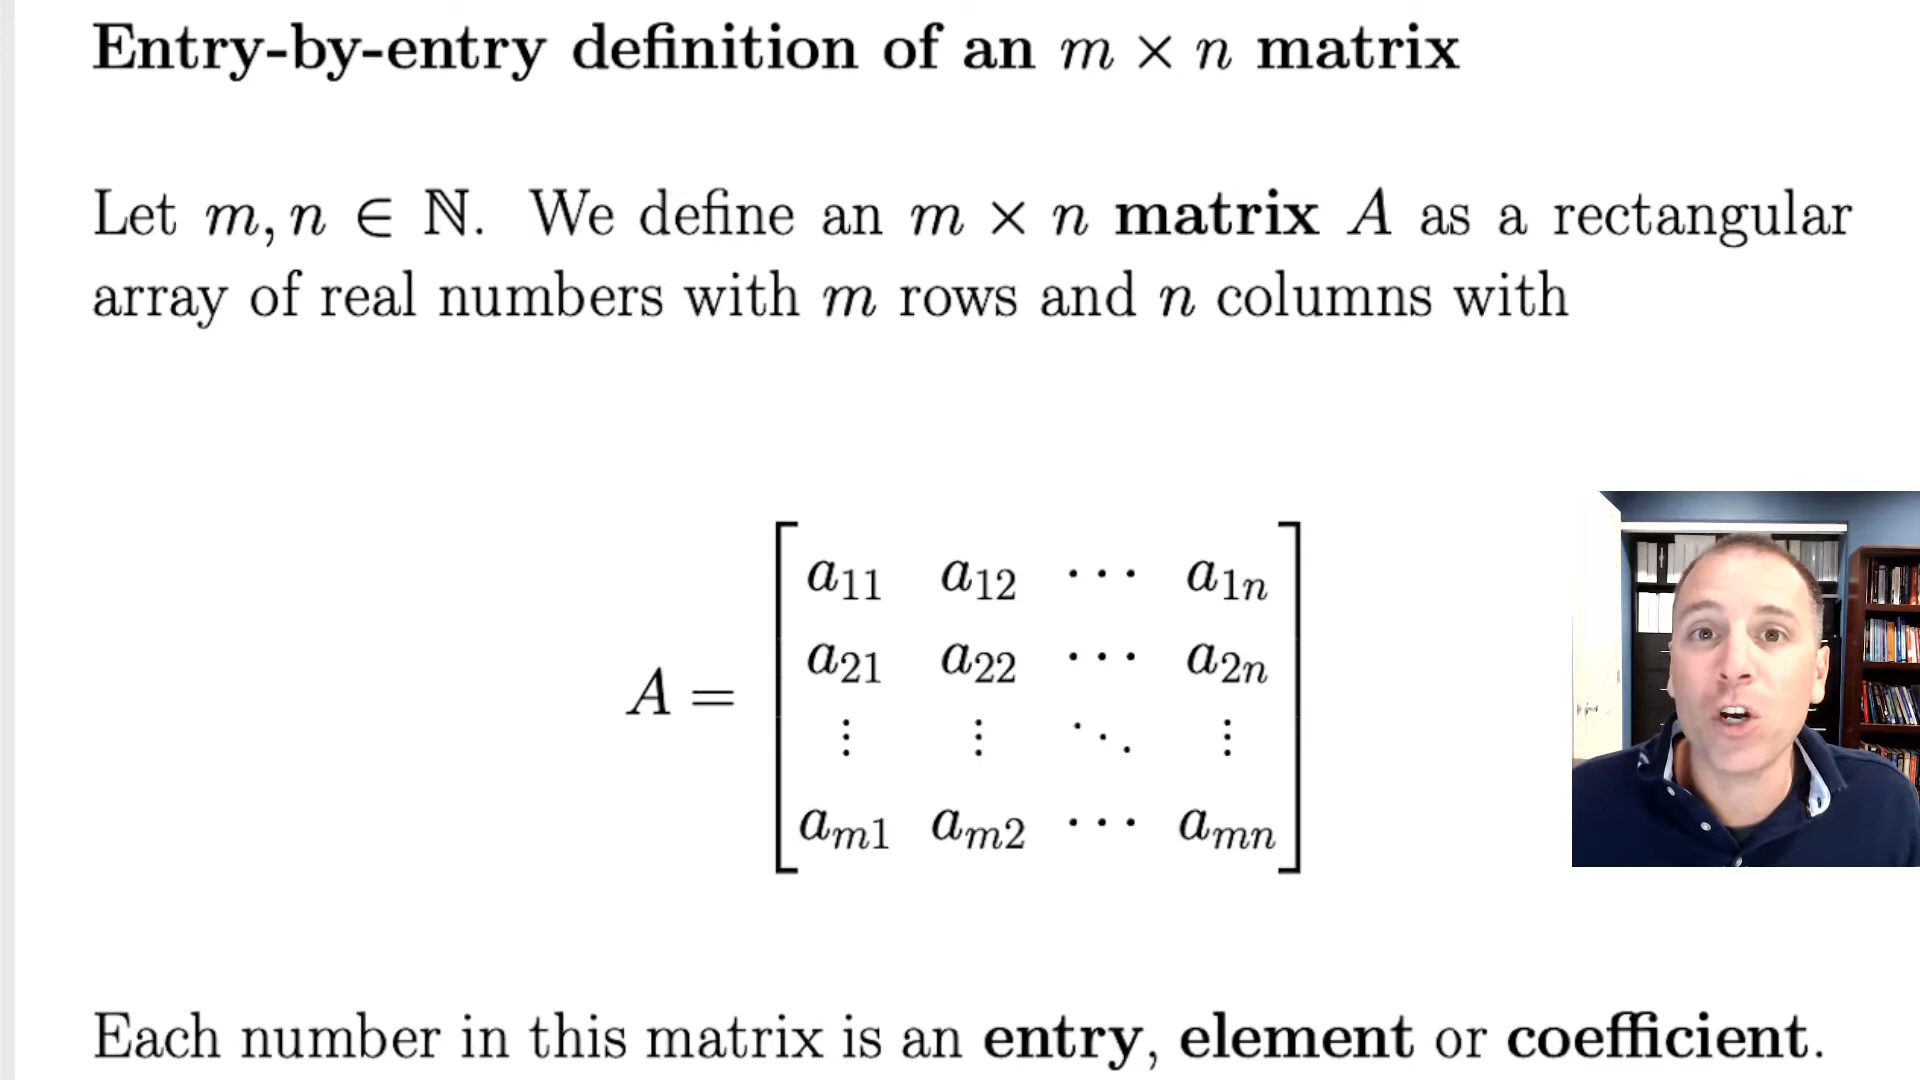 Entry-by-entry definition of an m × n matrix
Let m, n ∈ ℕ. We define an m × n matrix A as a rectangular
array of real numbers with m rows and n columns with
A = [ a₁₁ a₁₂ ⋯ a₁ₙ
a₂₁ a₂₂ ⋯ a₂ₙ
⋮ ⋮ ⋱ ⋮
aₘ₁ aₘ₂ ⋯ aₘₙ ]
Each number in this matrix is an entry, element or coefficient.